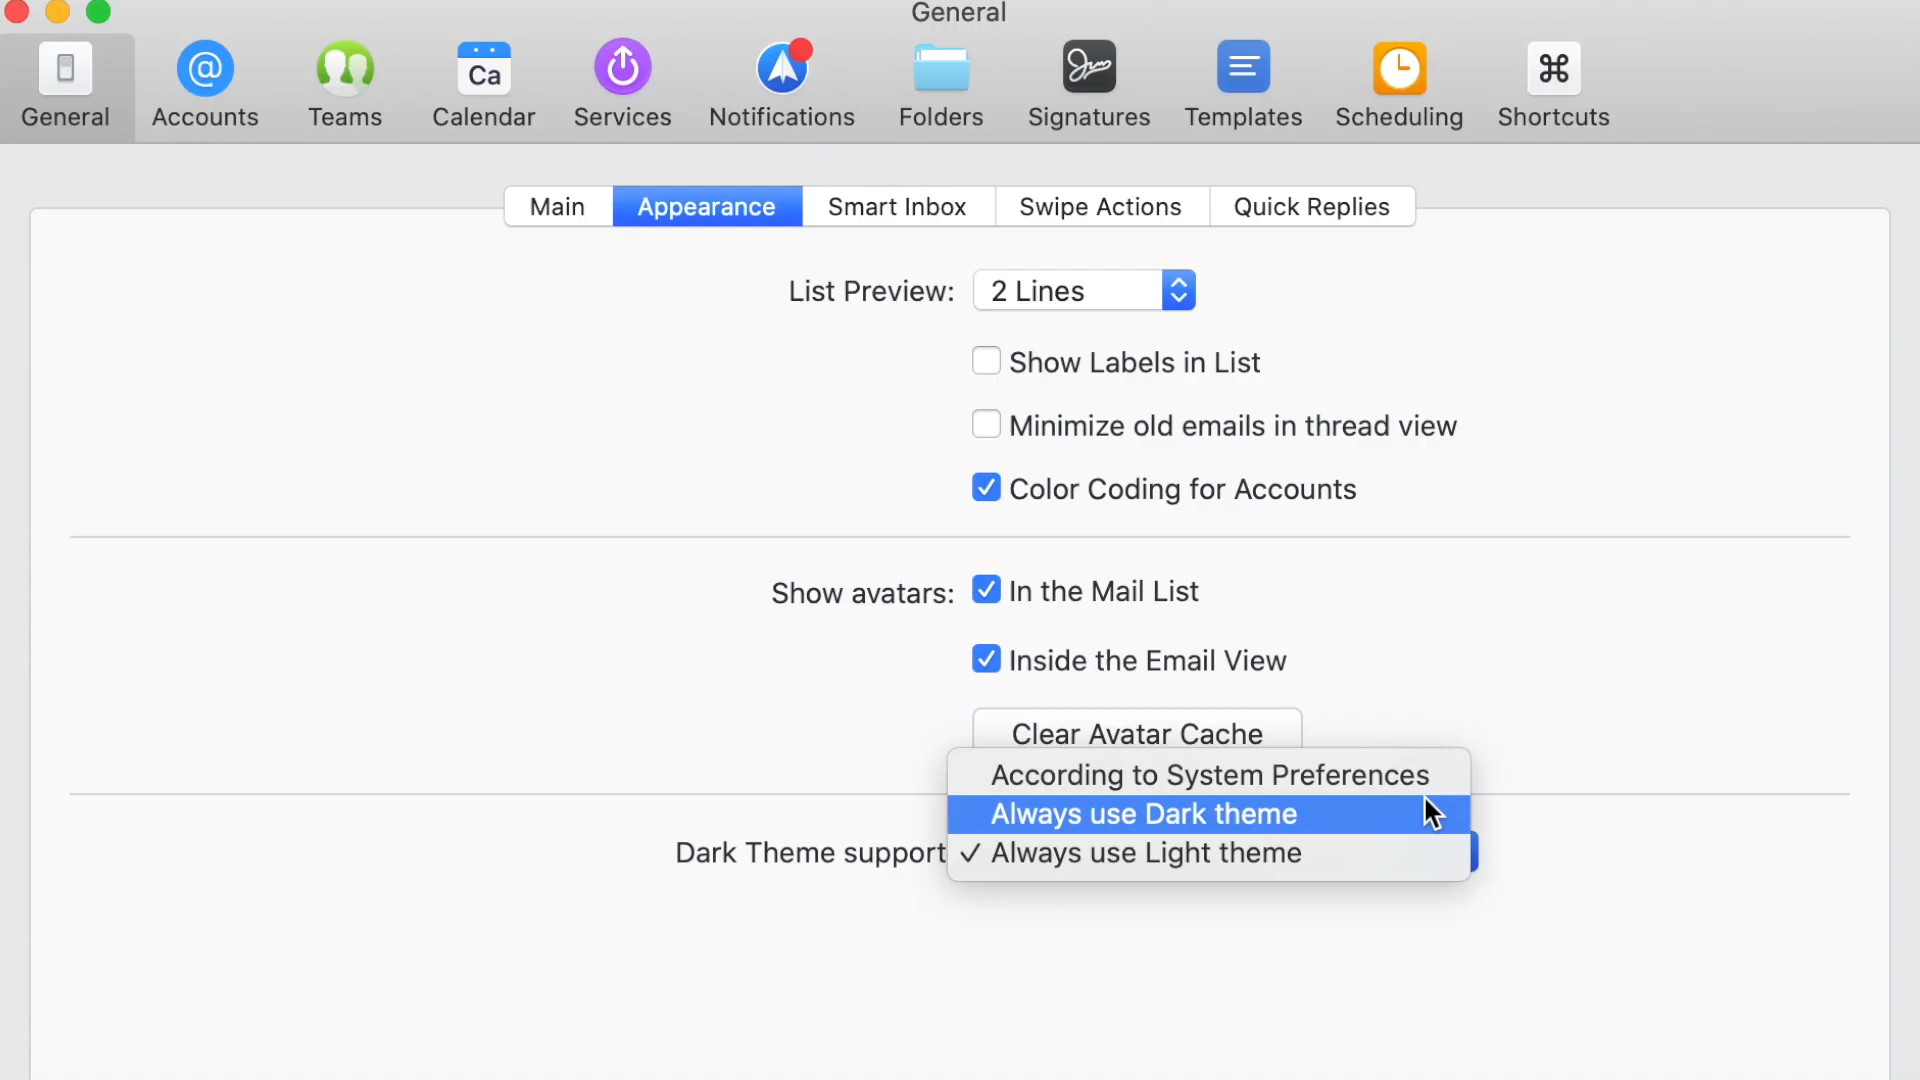 General
General
Accounts
Teams
Ca
Calendar
Services
Notifications
Folders
Signatures
Templates
Scheduling
Shortcuts
Main
Appearance
Smart Inbox
Swipe Actions
Quick Replies
List Preview: 2 Lines
Show Labels in List
Minimize old emails in thread view
Color Coding for Accounts
Show avatars: In the Mail List
Inside the Email View
Clear Avatar Cache
According to System Preferences
Always use Dark theme
Dark Theme support ✓ Always use Light theme